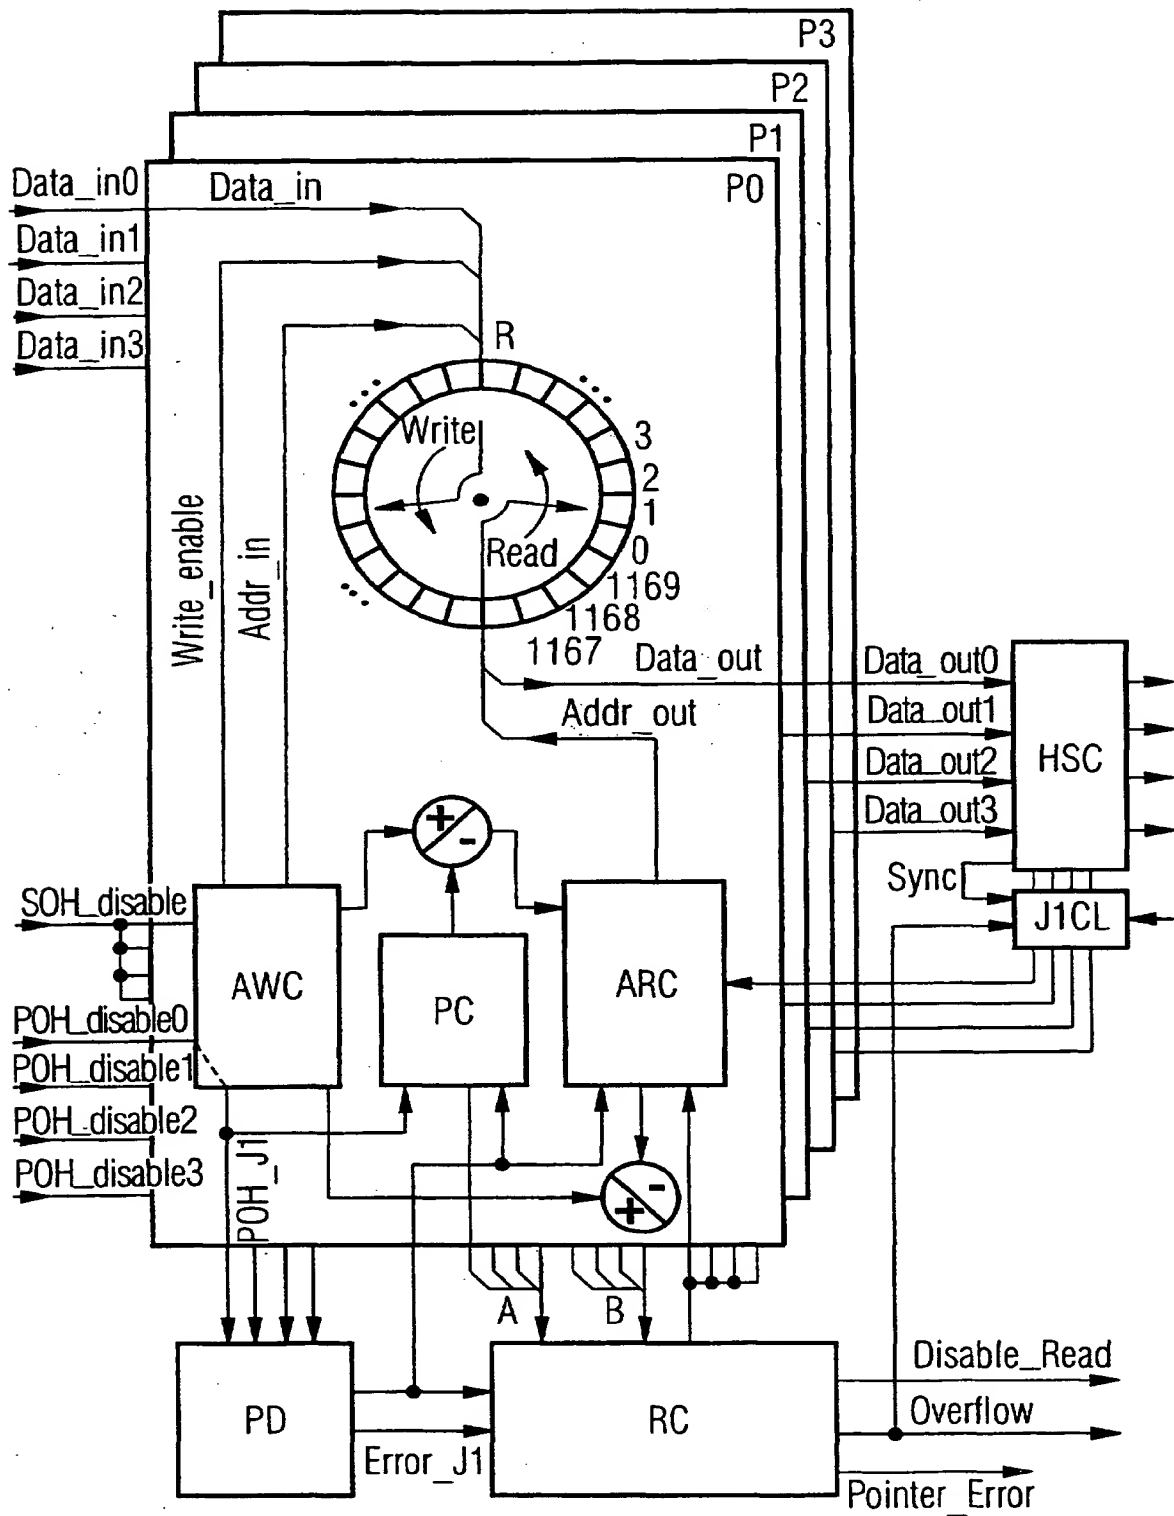 P3
P2
P1
P0
Data_in0
Data_in
Data_in1
Data_in2
Data_in3
R
Write
Read
3
2
1
0
1169
1168
1167
Write_enable
Addr_in
Data_out
Data_out0
Addr_out
Data_out1
HSC
Data_out2
Data_out3
+
-
Sync
SOH_disable
J1CL
AWC
PC
ARC
POH_disable0
POH_disable1
POH_disable2
POH_disable3
POH_J1
-
+
A
B
Disable_Read
PD
RC
Overflow
Error_J1
Pointer_Error